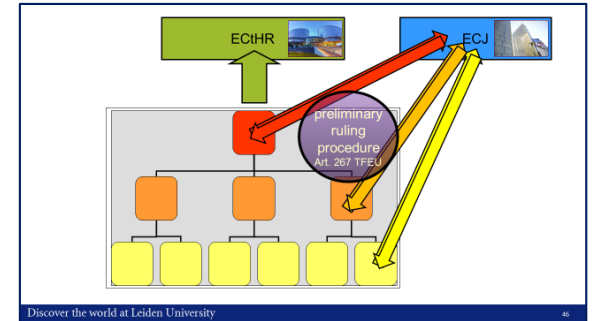 ECtHR
ECJ
preliminary
ruling
procedure
Art. 267 TFEU
Discover the world at Leiden University
46